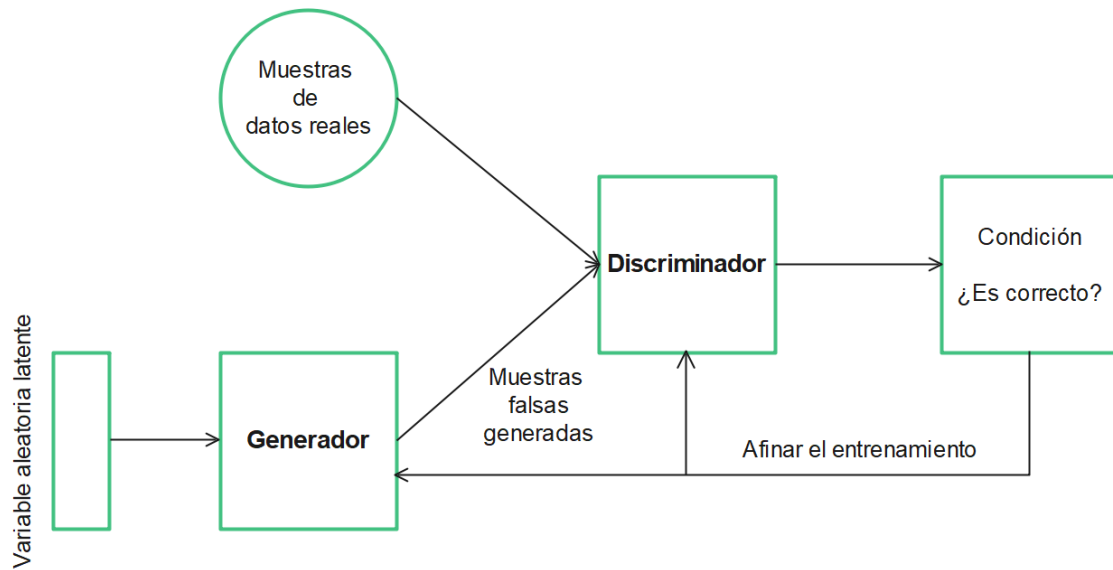 Muestras
de
datos reales
Discriminador
Condición
¿Es correcto?
Variable aleatoria latente
Generador
Muestras
falsas
generadas
Afinar el entrenamiento